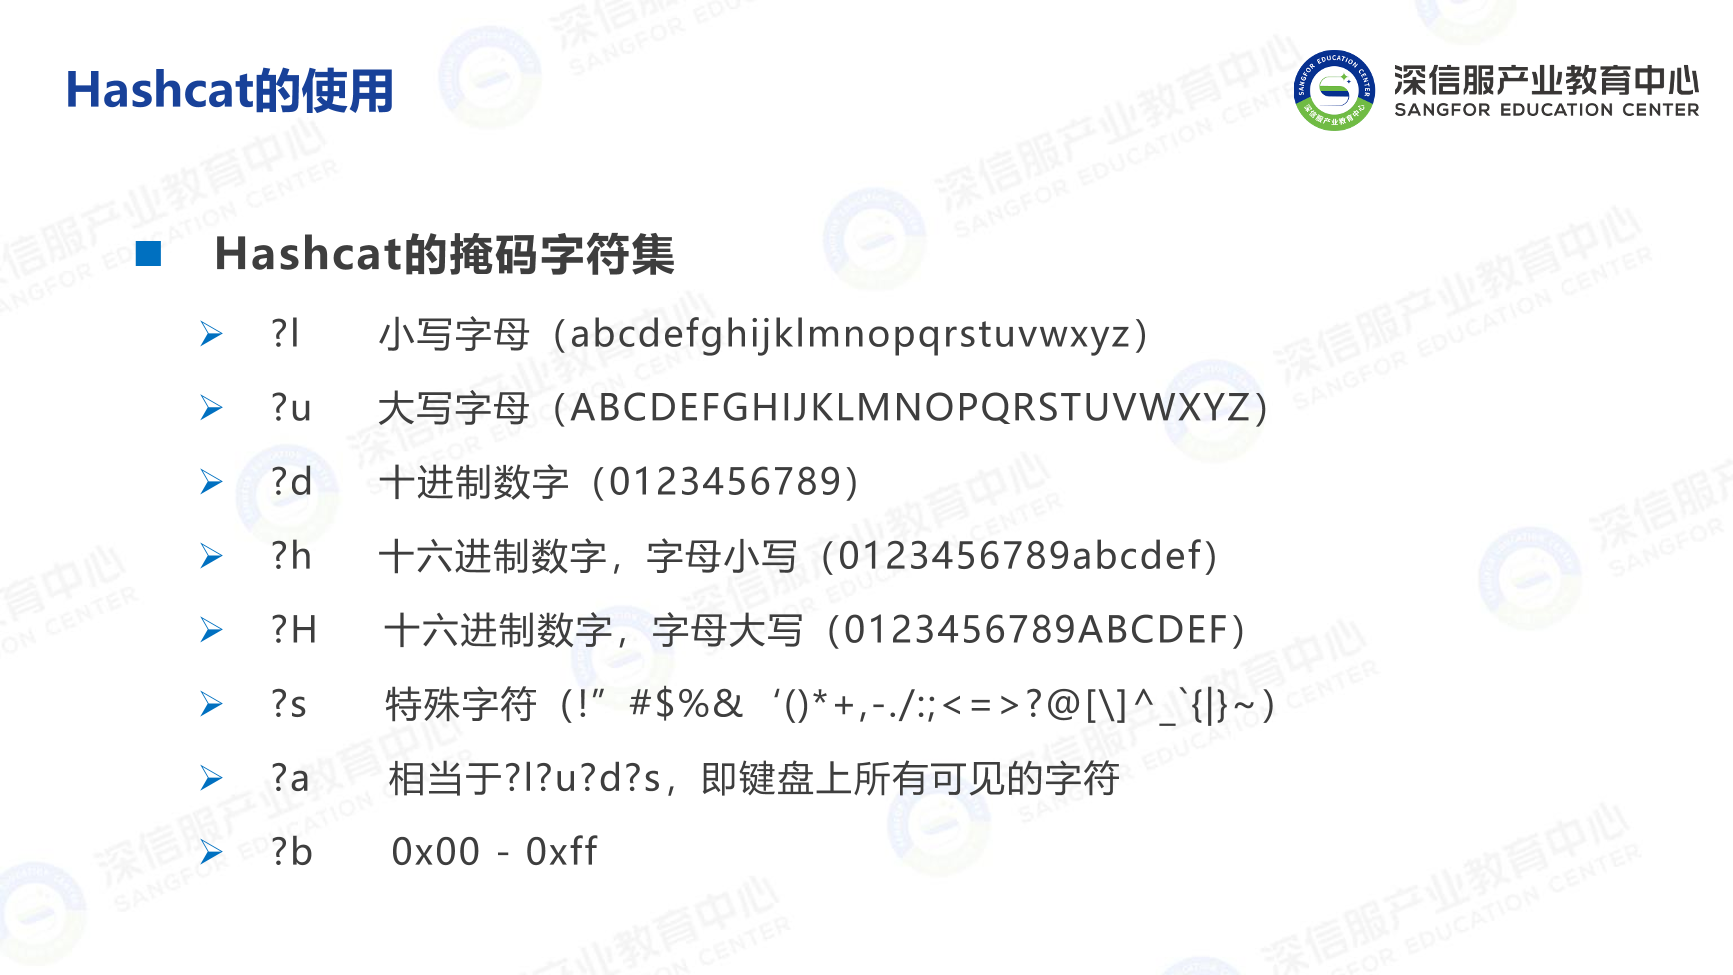 Hashcat的使用
深信服产业教育中心
SANGFOR EDUCATION CENTER
Hashcat的掩码字符集
?l 小写字母（abcdefghijklmnopqrstuvwxyz）
?u 大写字母（ABCDEFGHIJKLMNOPQRSTUVWXYZ）
?d 十进制数字（0123456789）
?h 十六进制数字，字母小写（0123456789abcdef）
?H 十六进制数字，字母大写（0123456789ABCDEF）
?s 特殊字符（!”#$%&‘()*+,-./:;<=>?@[\]^_`{|}~）
?a 相当于?l?u?d?s，即键盘上所有可见的字符
?b 0x00 - 0xff